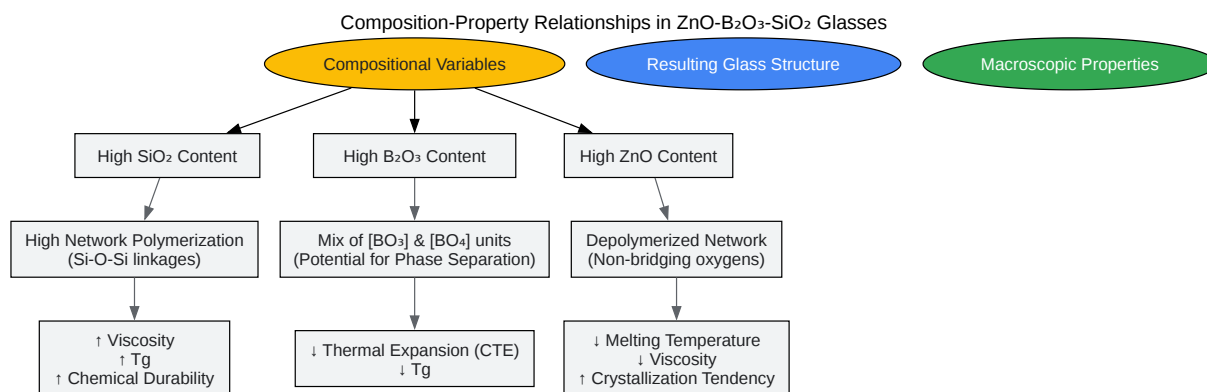 Composition-Property Relationships in ZnO-B₂O₃-SiO₂ Glasses
Compositional Variables
Resulting Glass Structure
Macroscopic Properties
High SiO₂ Content
High B₂O₃ Content
High ZnO Content
High Network Polymerization
(Si-O-Si linkages)
Mix of [BO₃] & [BO₄] units
(Potential for Phase Separation)
Depolymerized Network
(Non-bridging oxygens)
↑ Viscosity
↑ Tg
↑ Chemical Durability
↓ Thermal Expansion (CTE)
↓ Tg
↓ Melting Temperature
↓ Viscosity
↑ Crystallization Tendency